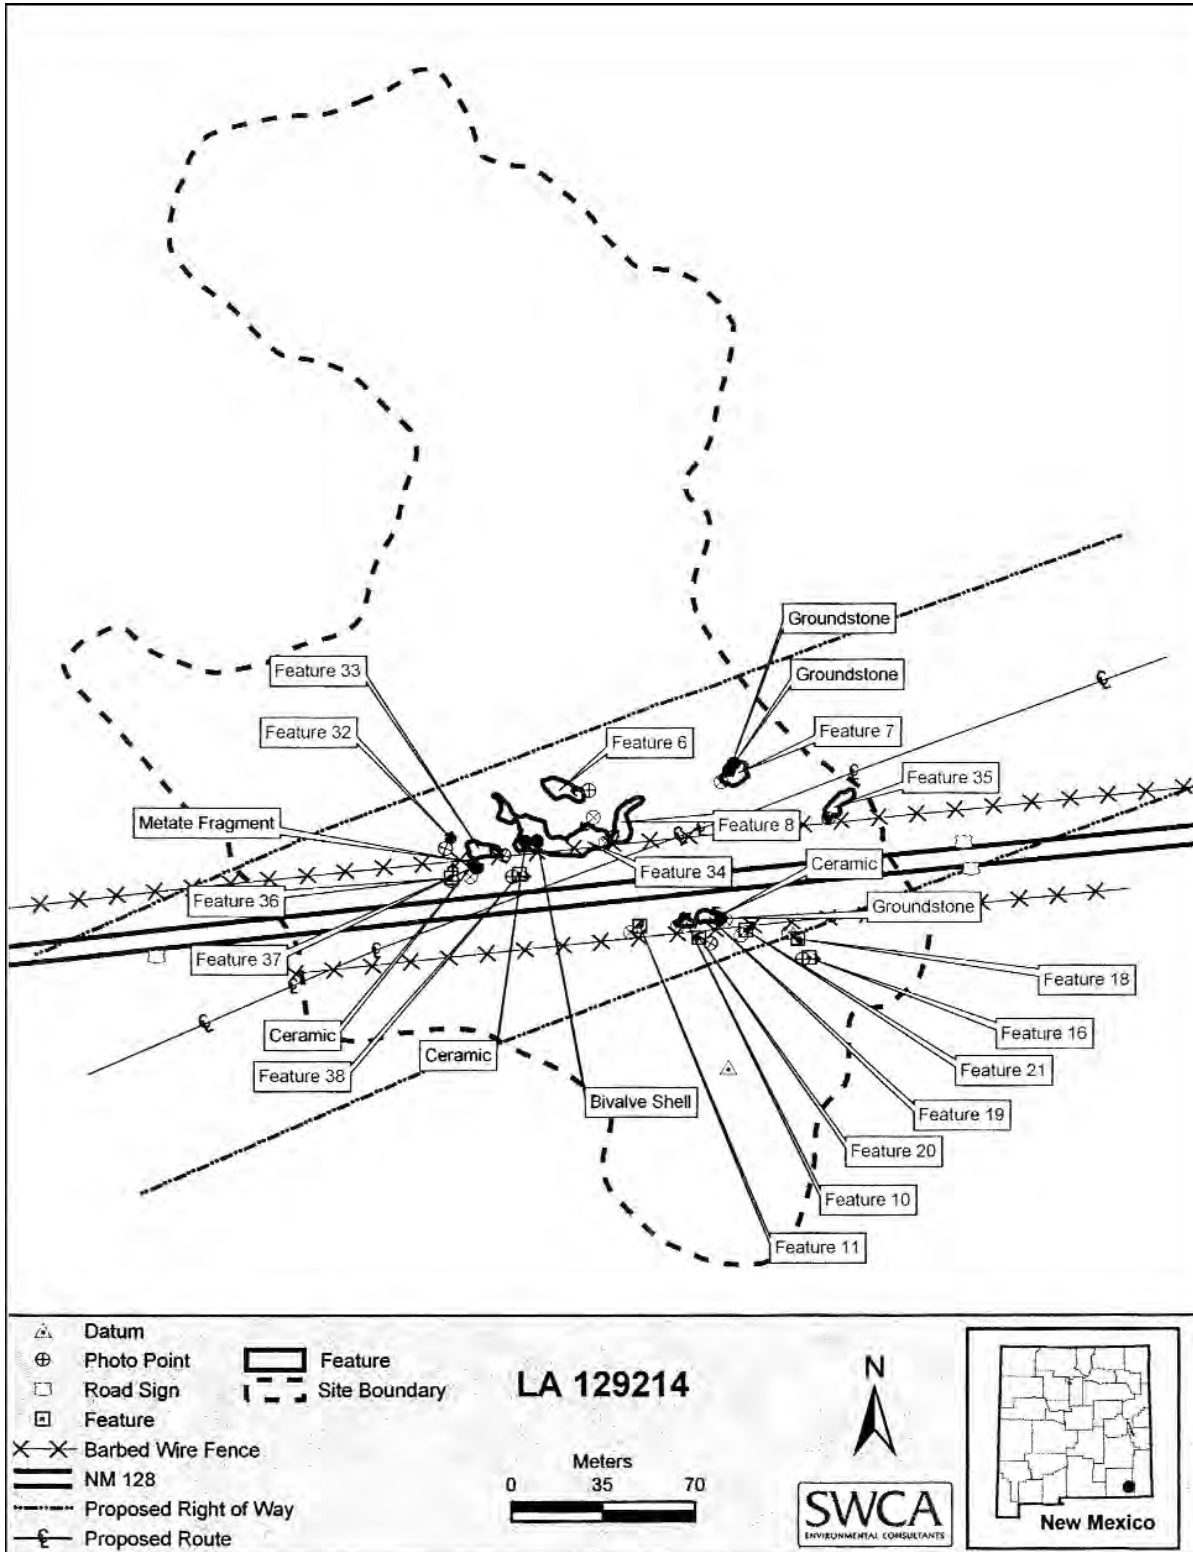 Groundstone
Feature 33
Groundstone
Feature 32
Feature 6
Feature 7
Feature 35
Metate Fragment
Feature 8
Ceramic
Feature 34
Feature 36
Groundstone
Feature 37
Feature 18
Ceramic
Feature 16
Ceramic
Feature 38
Feature 21
Bivalve Shell
Feature 19
Feature 20
Feature 10
Feature 11
Datum
Photo Point
Road Sign
Feature
Barbed Wire Fence
NM 128
Proposed Right of Way
Proposed Route
Feature
Site Boundary
LA 129214
Meters
0 35 70
N
SWCA
ENVIRONMENTAL CONSULTANTS
New Mexico